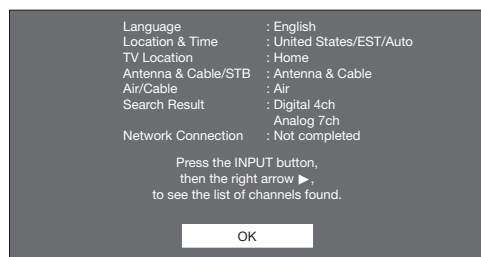 Language : English
Location & Time : United States/EST/Auto
TV Location : Home
Antenna & Cable/STB : Antenna & Cable
Air/Cable : Air
Search Result : Digital 4ch
Analog 7ch
Network Connection : Not completed
Press the INPUT button,
then the right arrow ▶,
to see the list of channels found.
OK